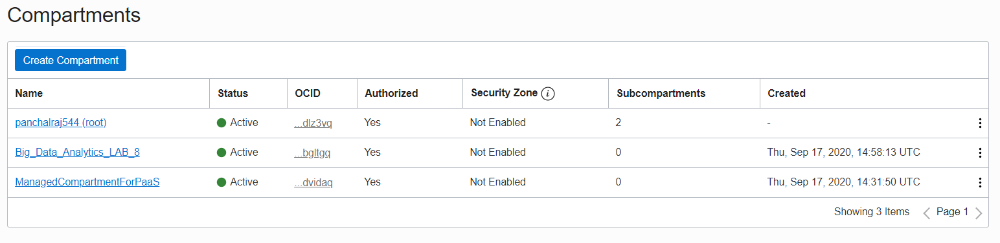 Compartments
Create Compartment
Name Status OCID Authorized Security Zone i Subcompartments Created
panchalraj544 (root) Active ...dlz3vq Yes Not Enabled 2 -
Big_Data_Analytics_LAB_8 Active ...bgltgq Yes Not Enabled 0 Thu, Sep 17, 2020, 14:58:13 UTC
ManagedCompartmentForPaaS Active ...dvidaq Yes Not Enabled 0 Thu, Sep 17, 2020, 14:31:50 UTC
Showing 3 Items Page 1